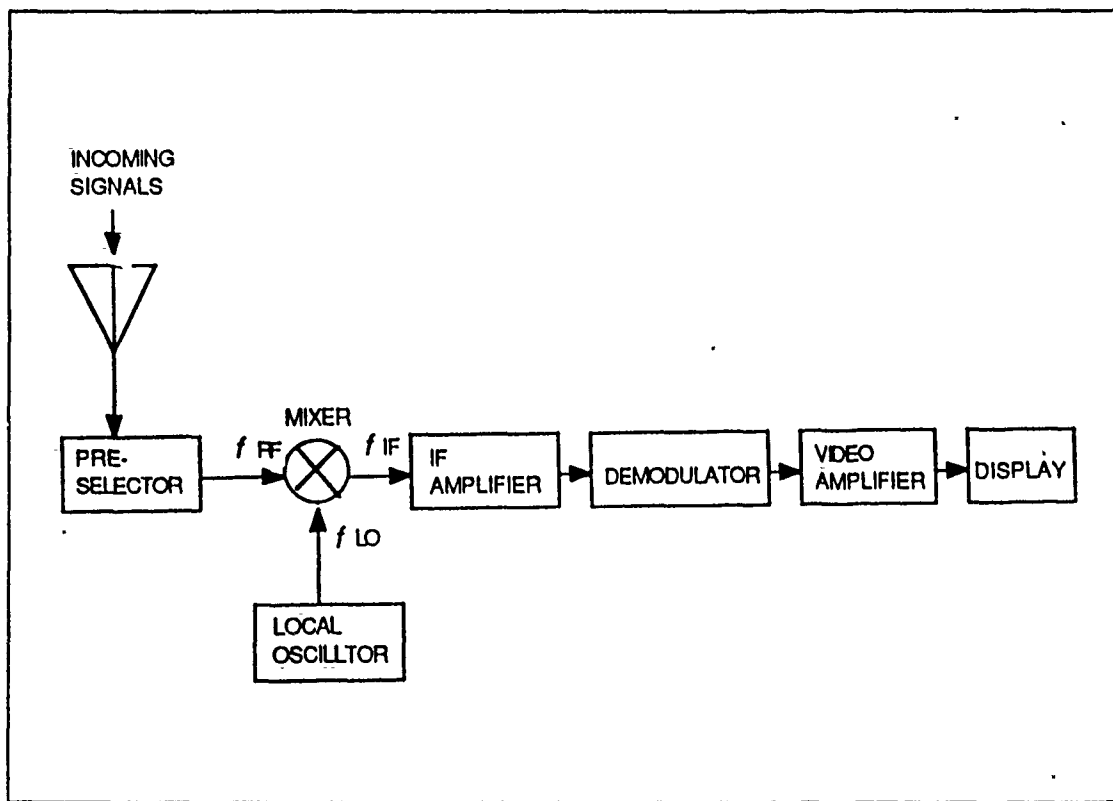 INCOMING
SIGNALS
MIXER
PRE-
SELECTOR
f RF
f IF
IF
AMPLIFIER
DEMODULATOR
VIDEO
AMPLIFIER
DISPLAY
f LO
LOCAL
OSCILLTOR